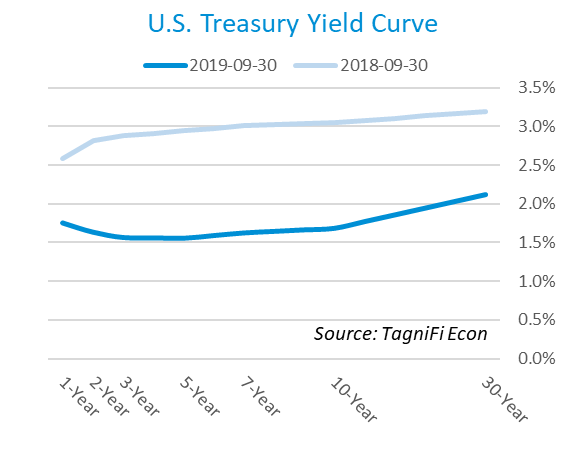 U.S. Treasury Yield Curve
2019-09-30 2018-09-30
3.5%
3.0%
2.5%
2.0%
1.5%
1.0%
0.5%
0.0%
Source: TagniFi Econ
1-Year
2-Year
3-Year
5-Year
7-Year
10-Year
30-Year